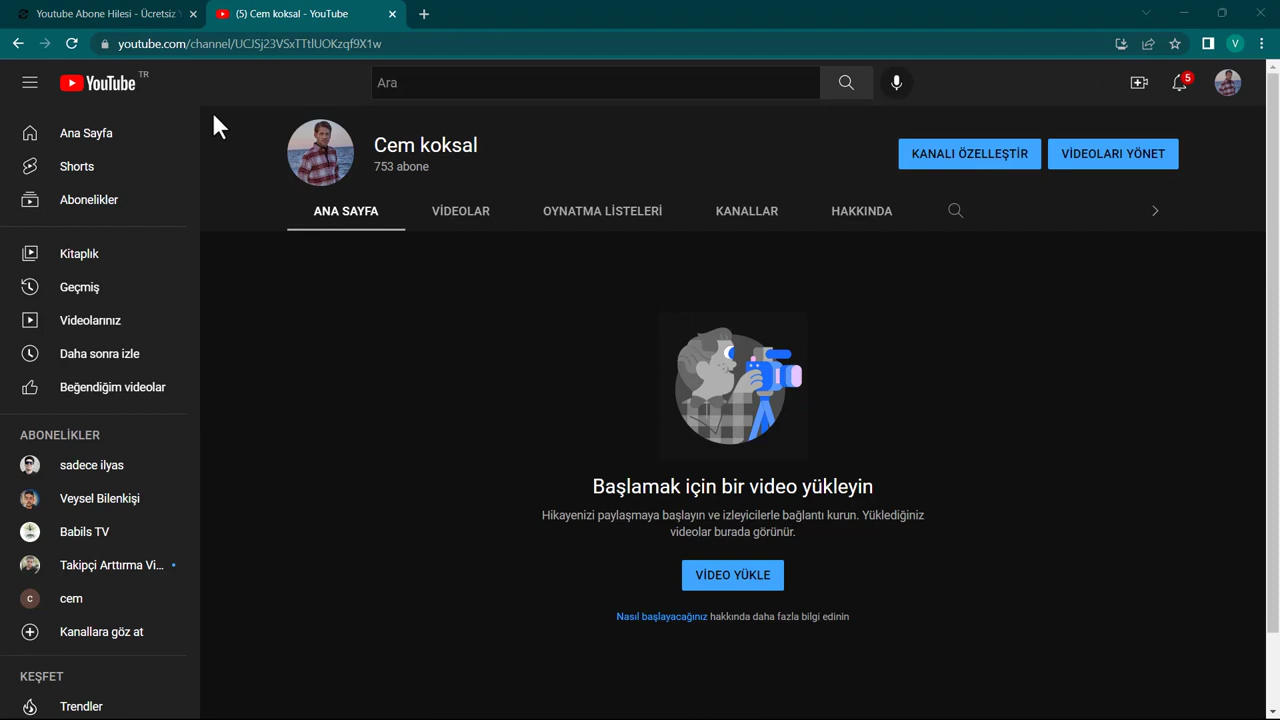 Youtube Abone Hilesi - Ücretsiz Y
(5) Cem koksal - YouTube
youtube.com/channel/UCJSj23VSxTTtlUOKzqf9X1w
V
YouTube TR
Ara
5
Ana Sayfa
Shorts
Abonelikler
Kitaplık
Geçmiş
Videolarınız
Daha sonra izle
Beğendiğim videolar
ABONELİKLER
sadece ilyas
Veysel Bilenkişi
Babils TV
Takipçi Arttırma Vi...
c cem
Kanallara göz at
KEŞFET
Trendler
Cem koksal
753 abone
KANALI ÖZELLEŞTİR
VİDEOLARI YÖNET
ANA SAYFA
VİDEOLAR
OYNATMA LİSTELERİ
KANALLAR
HAKKINDA
Başlamak için bir video yükleyin
Hikayenizi paylaşmaya başlayın ve izleyicilerle bağlantı kurun. Yüklediğiniz
videolar burada görünür.
VİDEO YÜKLE
Nasıl başlayacağınız hakkında daha fazla bilgi edinin